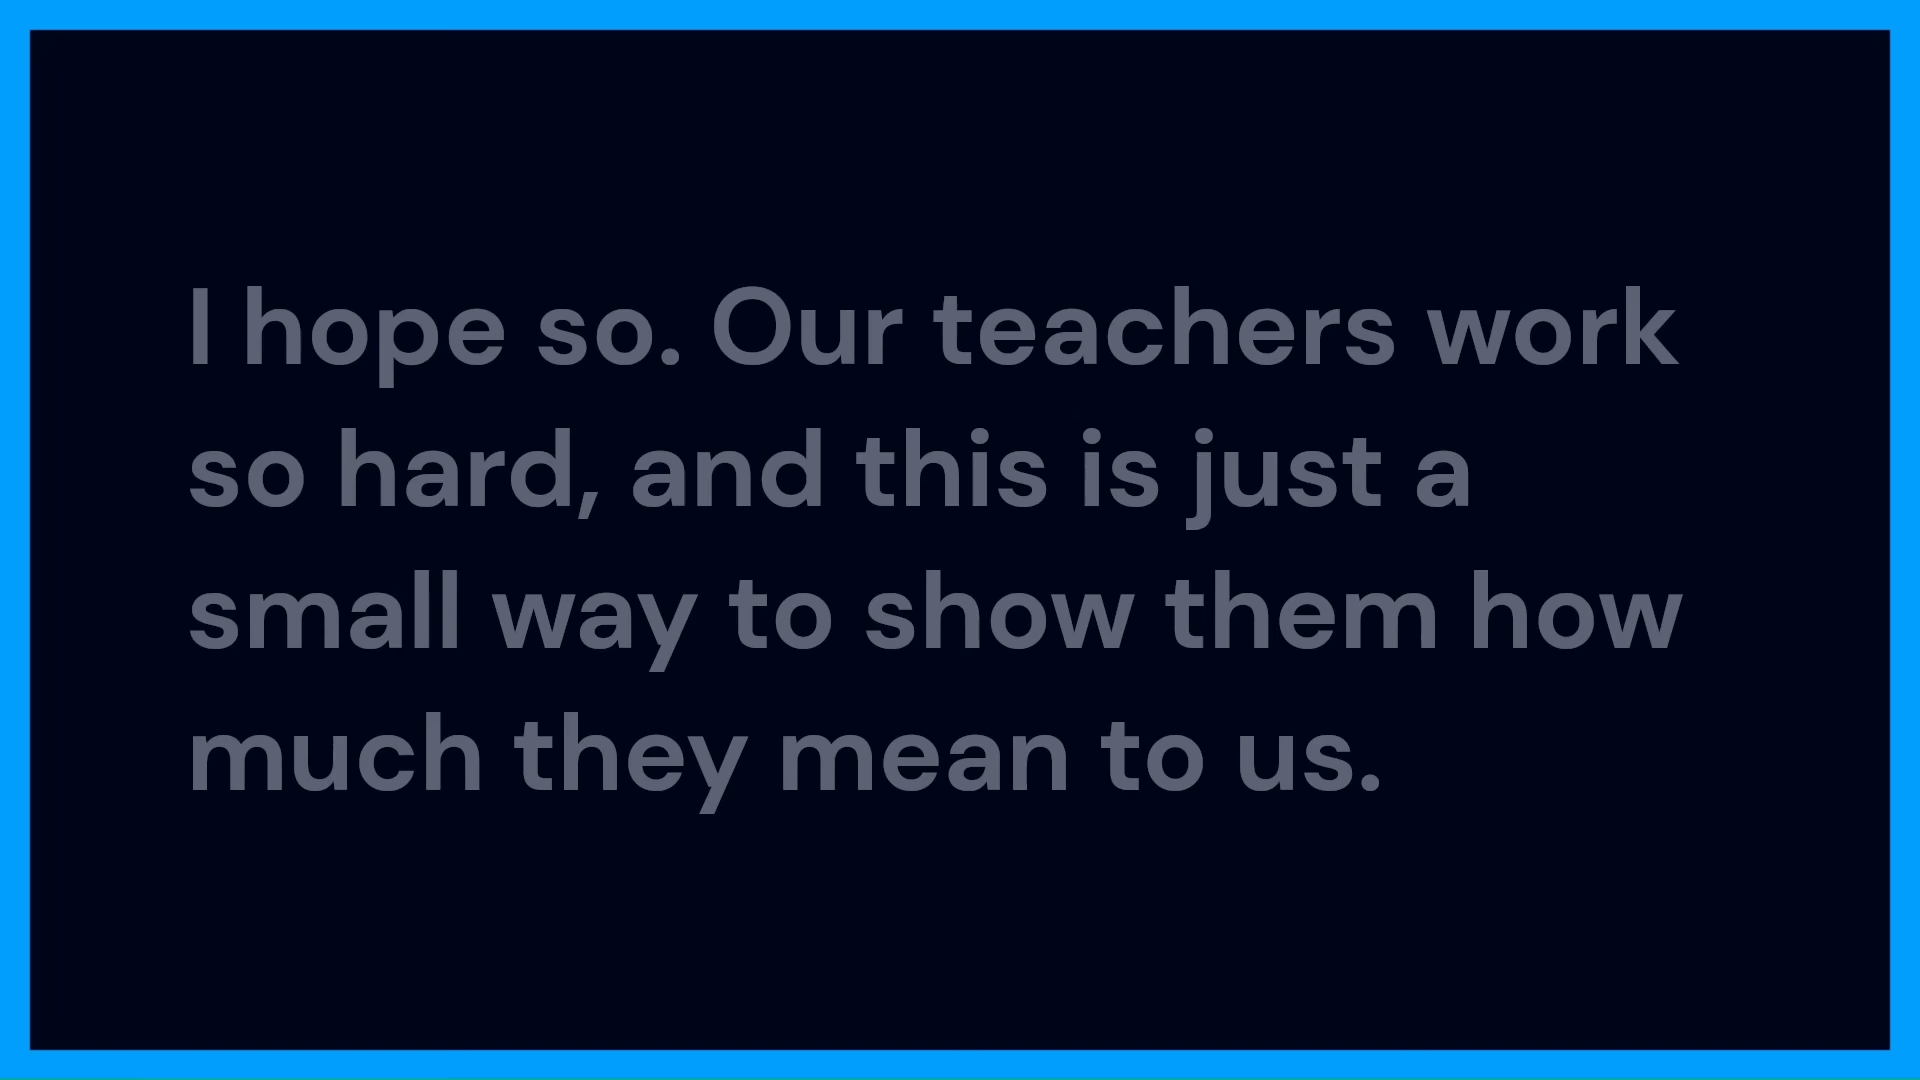 I hope so. Our teachers work
so hard, and this is just a
small way to show them how
much they mean to us.